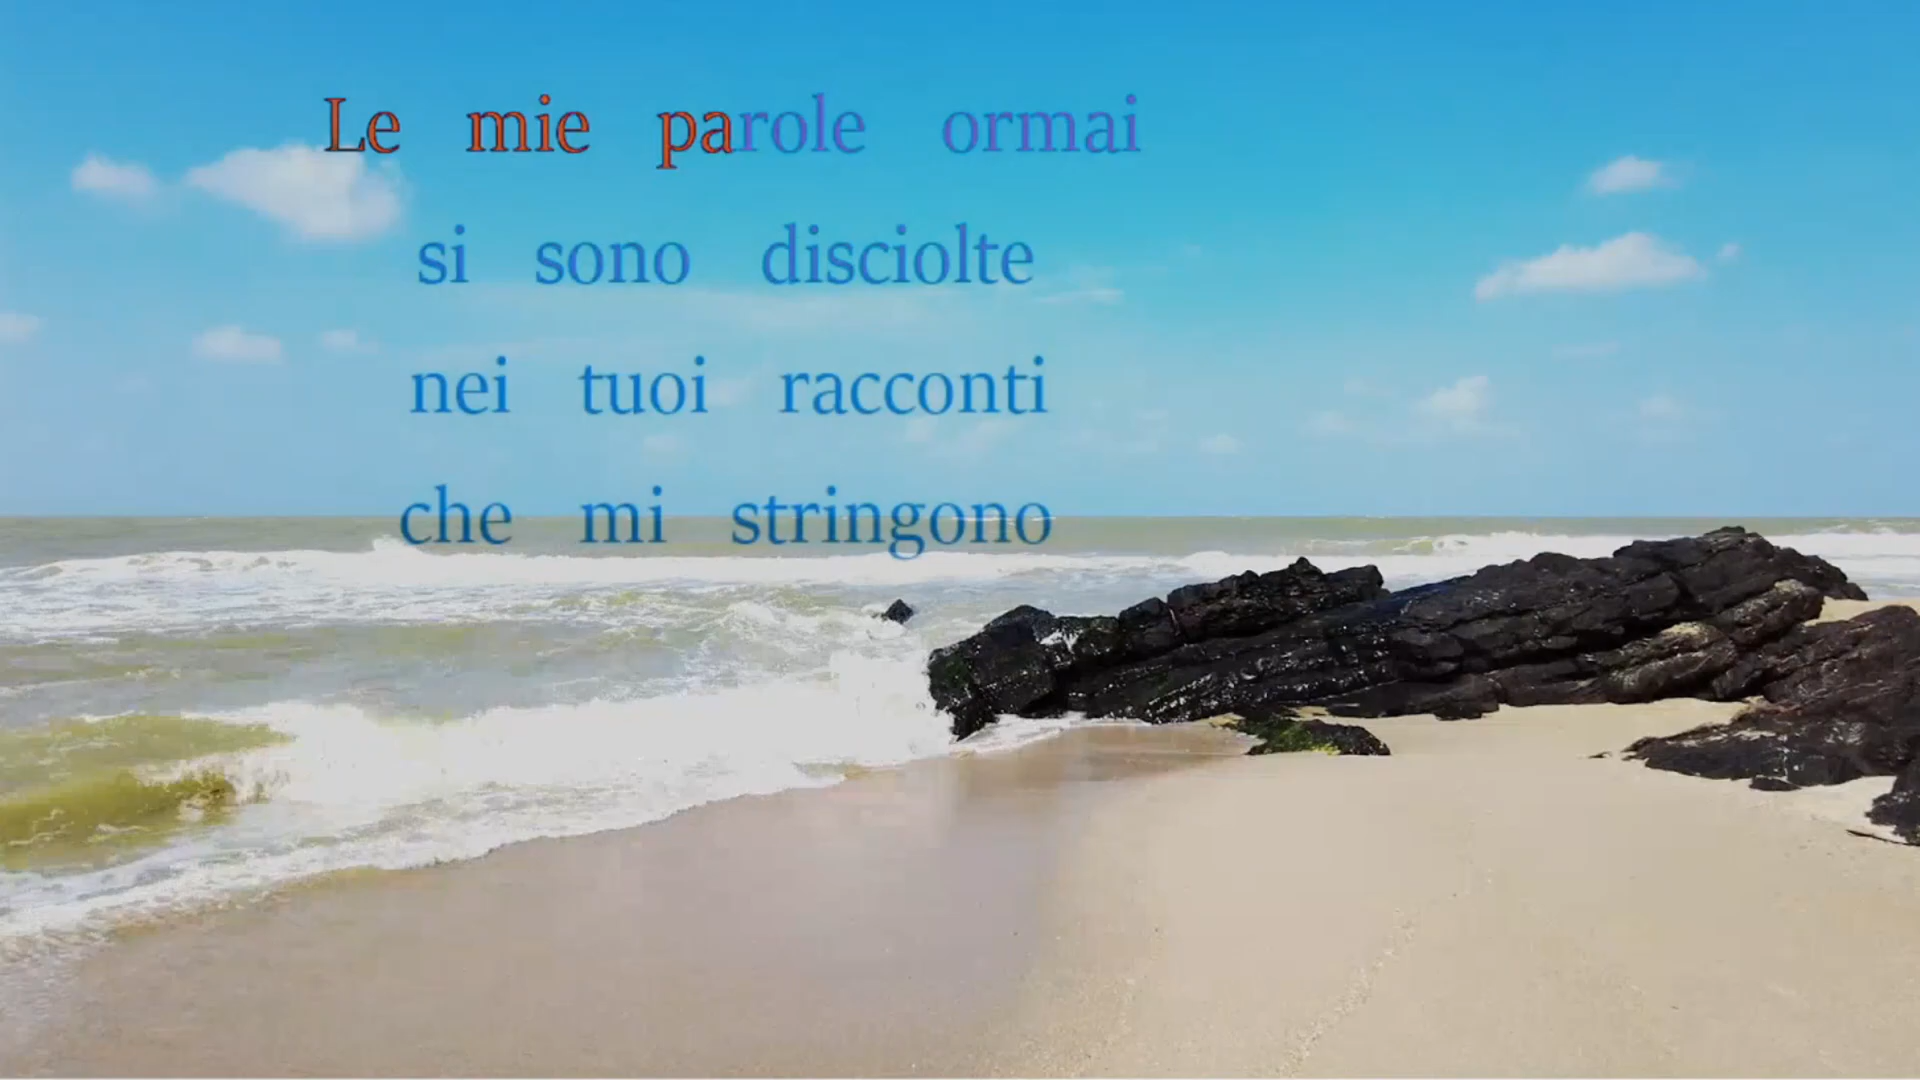 Le mie parole ormai
si sono disciolte
nei tuoi racconti
che mi stringono